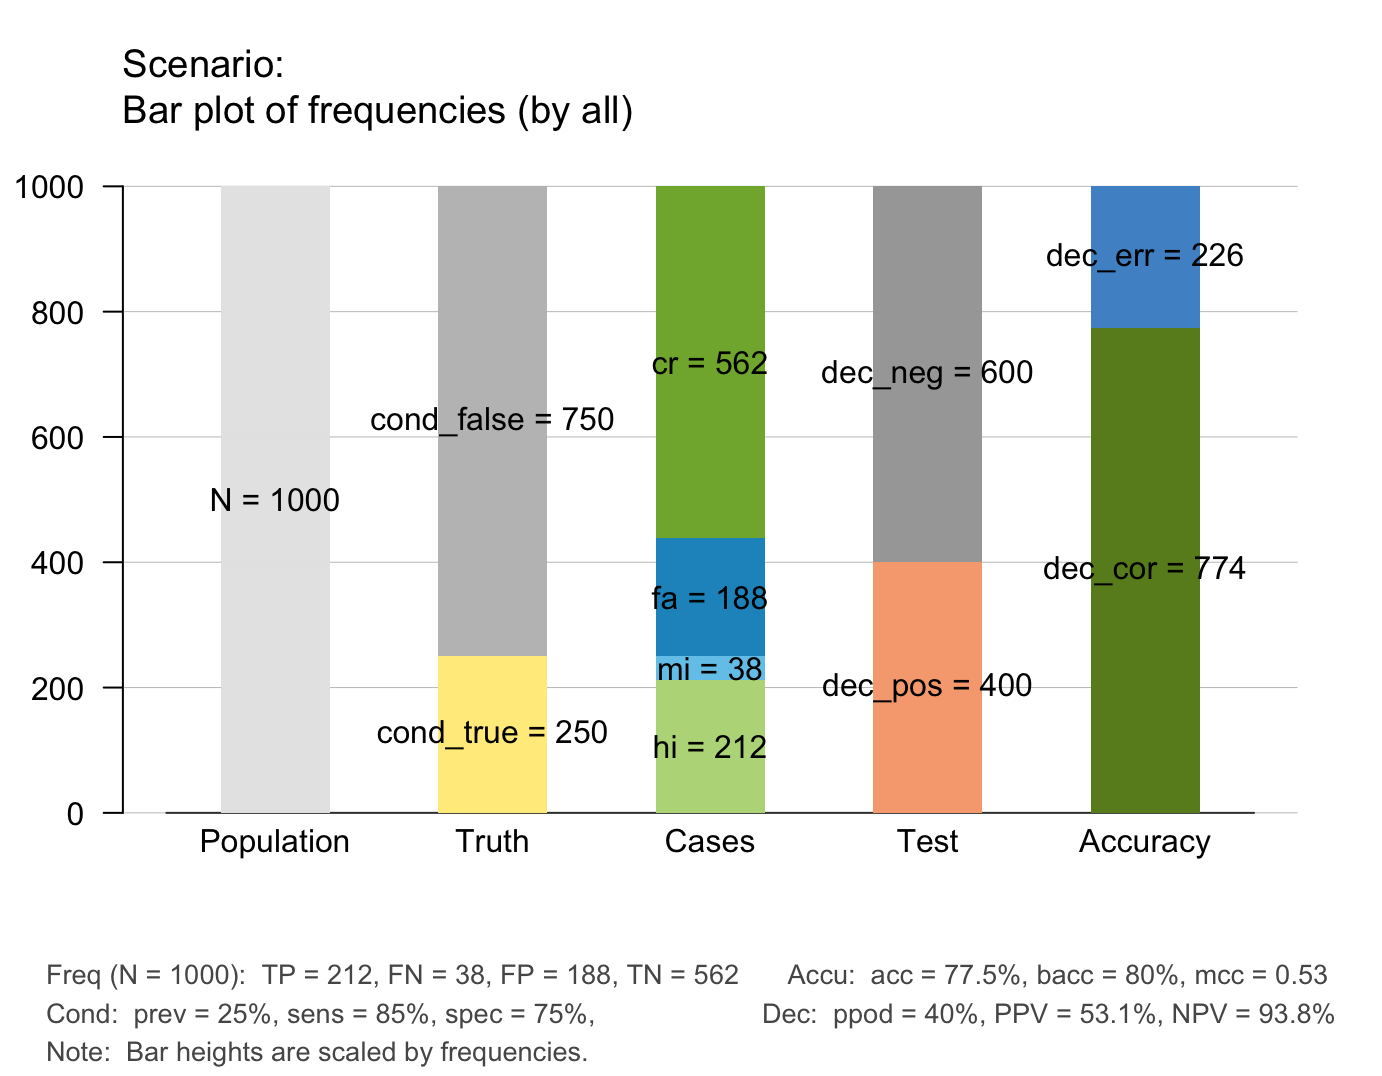 Scenario:
Bar plot of frequencies (by all)
1000
800
600
400
200
0
N = 1000
cond_false = 750
cond_true = 250
cr = 562
fa = 188
mi = 38
hi = 212
dec_neg = 600
dec_pos = 400
dec_err = 226
dec_cor = 774
Population
Truth
Cases
Test
Accuracy
Freq (N = 1000):  TP = 212, FN = 38, FP = 188, TN = 562
Accu:  acc = 77.5%, bacc = 80%, mcc = 0.53
Cond:  prev = 25%, sens = 85%, spec = 75%,
Dec:  ppod = 40%, PPV = 53.1%, NPV = 93.8%
Note:  Bar heights are scaled by frequencies.